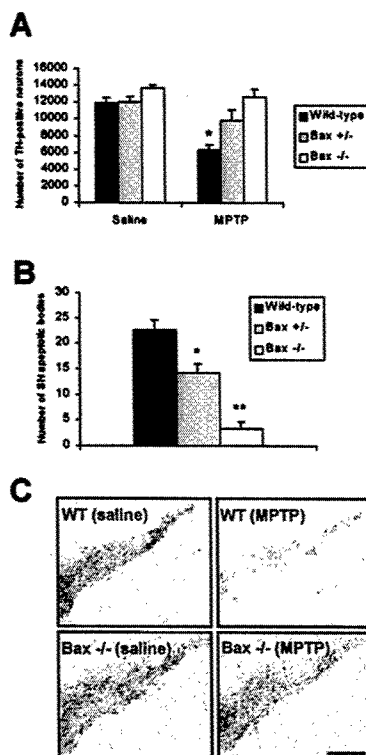 A
Number of TH-positive neurons
16000
14000
12000
10000
8000
6000
4000
2000
0
*
Saline
MPTP
Wild-type
Bax +/-
Bax -/-
B
Number of SN apoptotic bodies
25
20
15
10
5
0
*
**
Wild-type
Bax +/-
Bax -/-
C
WT (saline)
WT (MPTP)
Bax -/- (saline)
Bax -/- (MPTP)